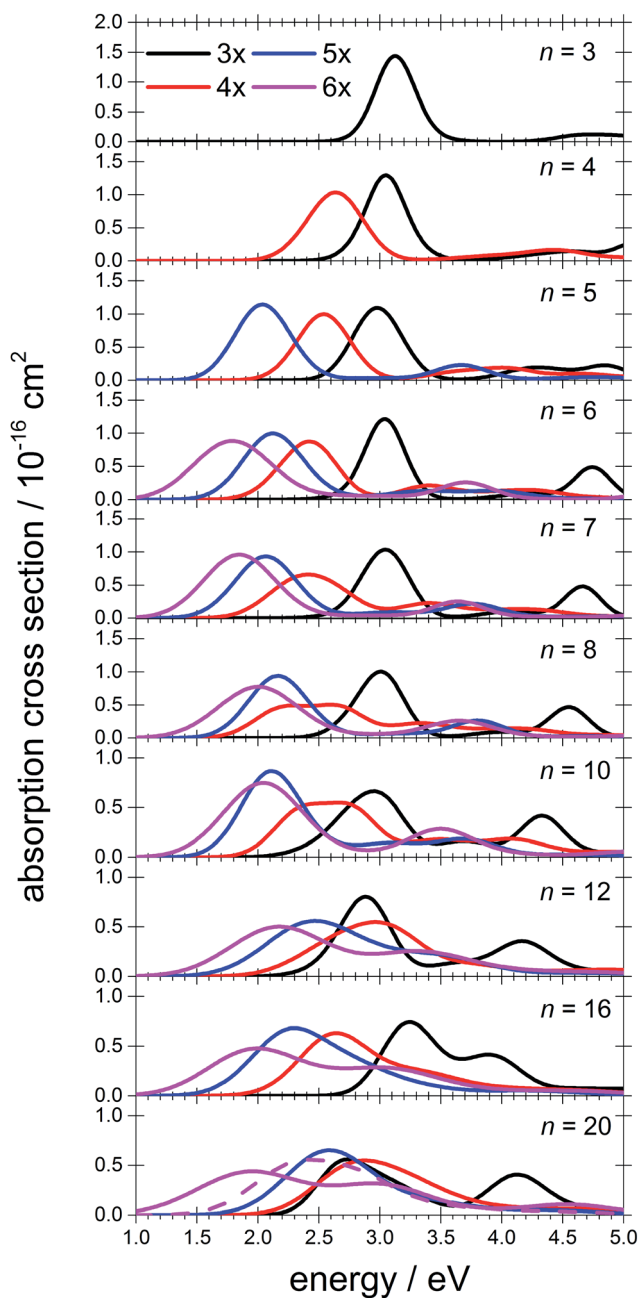 2.0
1.5
1.0
0.5
0.0
3x 5x
4x 6x
n = 3
1.5
1.0
0.5
0.0
n = 4
1.5
1.0
0.5
0.0
n = 5
1.5
1.0
0.5
0.0
n = 6
1.5
1.0
0.5
0.0
n = 7
1.5
1.0
0.5
0.0
n = 8
1.0
0.5
0.0
n = 10
1.0
0.5
0.0
n = 12
1.0
0.5
0.0
n = 16
1.0
0.5
0.0
n = 20
absorption cross section / 10⁻¹⁶ cm²
1.0 1.5 2.0 2.5 3.0 3.5 4.0 4.5 5.0
energy / eV